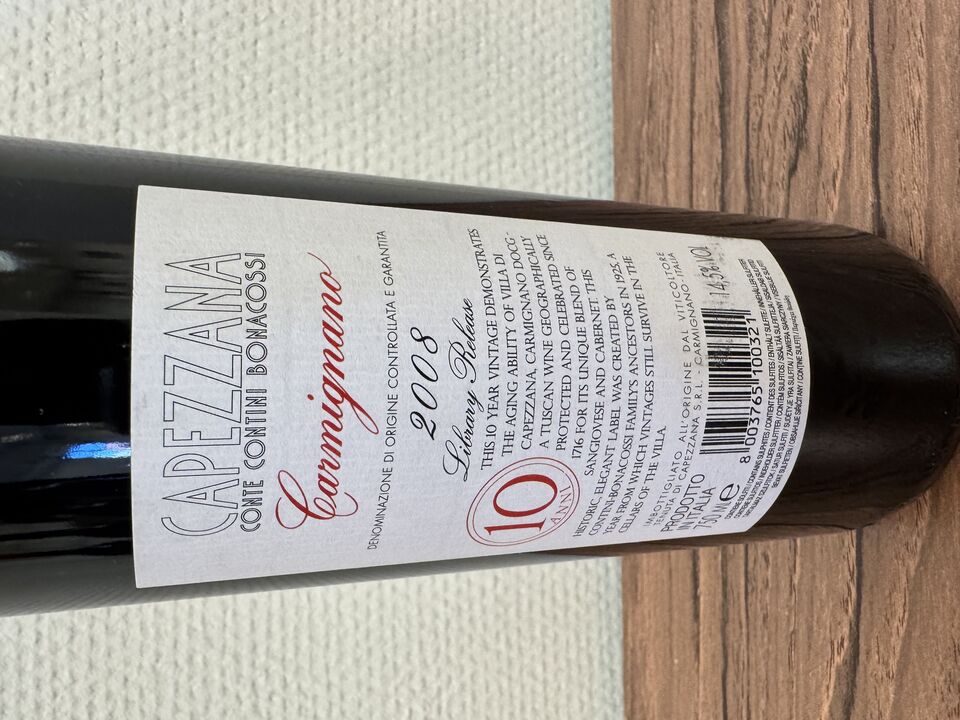 CAPEZZANA
CONTE CONTINI BONACOSSI
Carmignano
DENOMINAZIONE DI ORIGINE CONTROLLATA E GARANTITA
2008
Library Release
THIS 10 YEAR VINTAGE DEMONSTRATES
THE AGING ABILITY OF VILLA DI
CAPEZZANA, CARMIGNANO DOCG -
A TUSCAN WINE GEOGRAPHICALLY
PROTECTED AND CELEBRATED SINCE
1716 FOR ITS UNIQUE BLEND OF
SANGIOVESE AND CABERNET. THIS
HISTORIC, ELEGANT LABEL WAS CREATED BY
CONTINI-BONACOSSI FAMILY'S ANCESTORS IN 1925, A
YEAR FROM WHICH VINTAGES STILL SURVIVE IN THE
CELLARS OF THE VILLA.
10
ANNI
IMBOTTIGLIATO ALL'ORIGINE DAL VITICOLTORE
TENUTA DI CAPEZZANA S.R.L. - CARMIGNANO - ITALIA
PRODOTTO
IN ITALIA
750 ML e
14,5% VOL
8 003765 100321